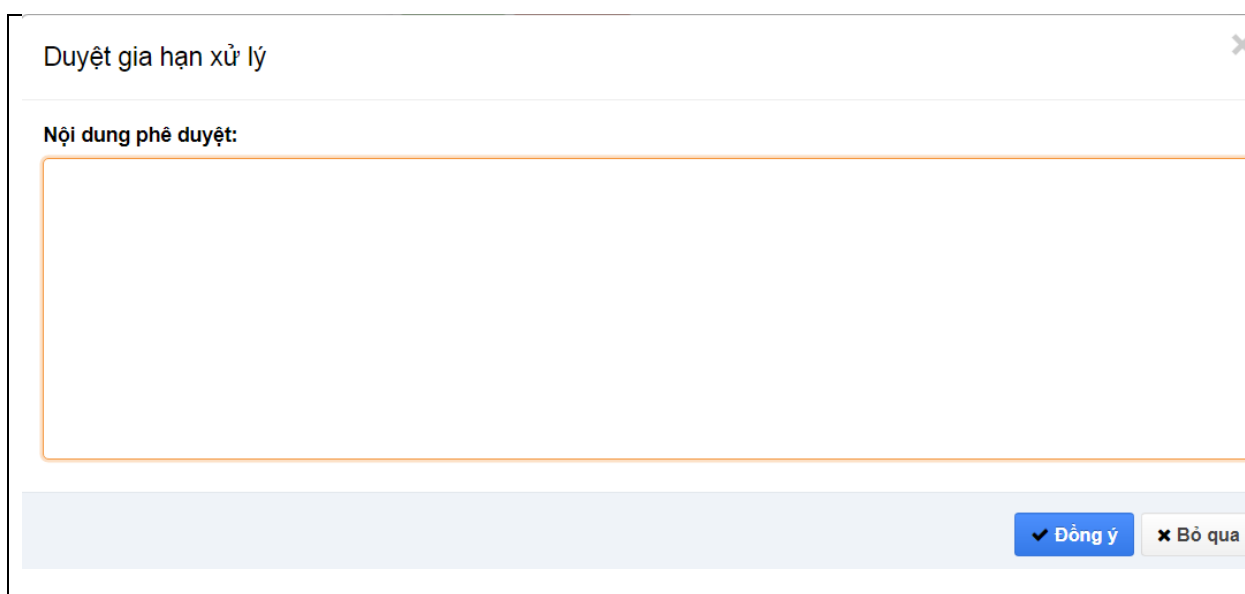 Duyệt gia hạn xử lý
Nội dung phê duyệt:
Đồng ý
Bỏ qua